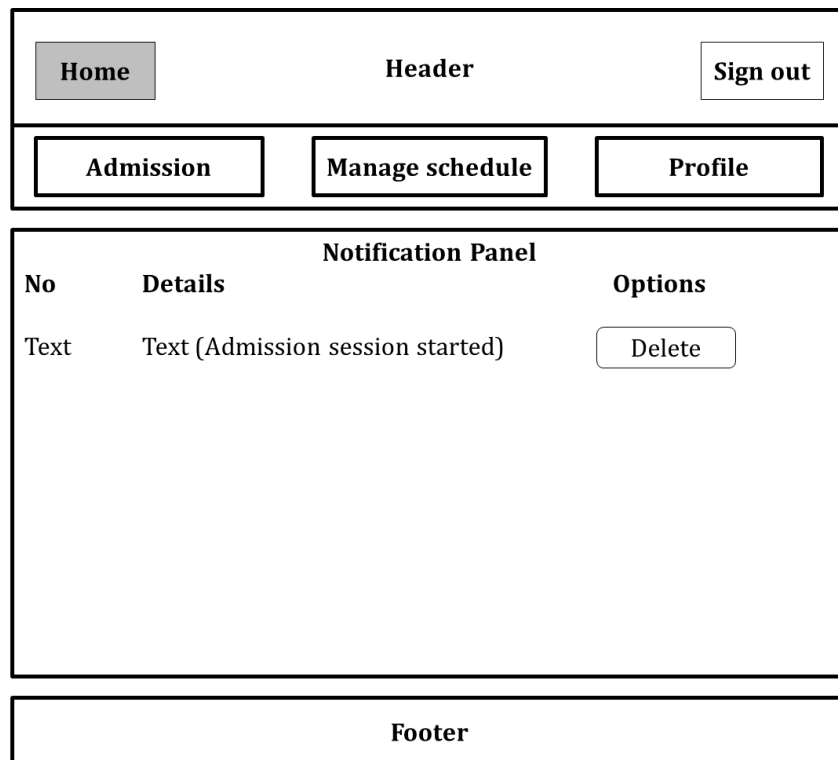 Home Header Sign out
Admission Manage schedule Profile
Notification Panel
No Details Options
Text Text (Admission session started) Delete
Footer